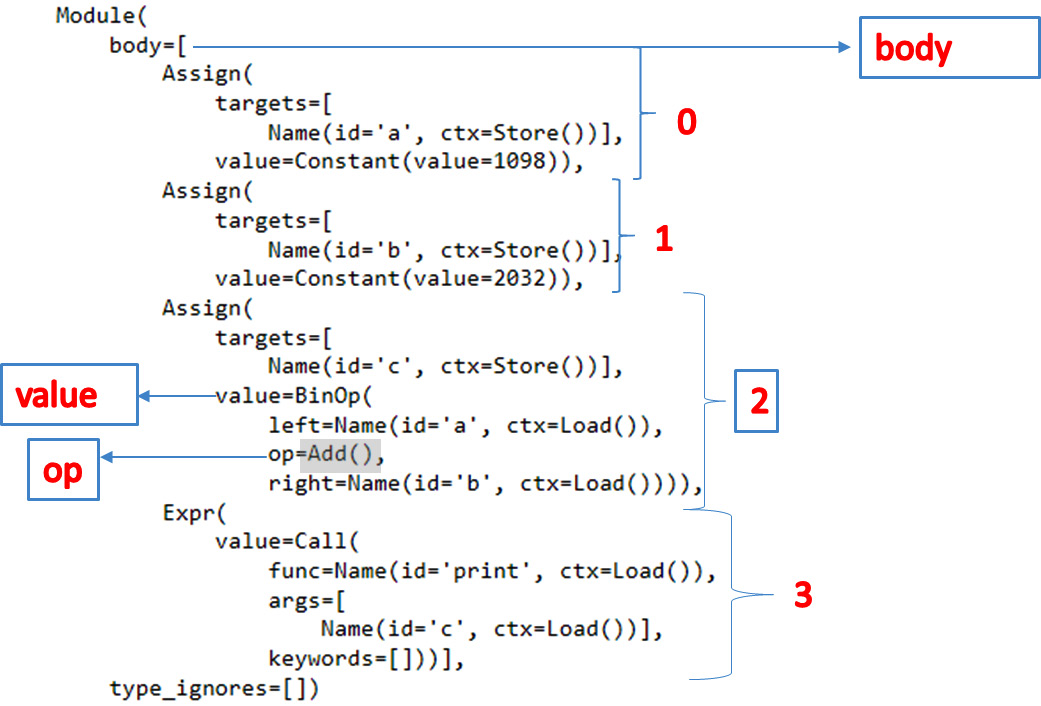 Module(
body=[
body
Assign(
targets=[
Name(id='a', ctx=Store())],
0
value=Constant(value=1098)),
Assign(
targets=[
1
Name(id='b', ctx=Store())],
value=Constant(value=2032)),
Assign(
targets=[
Name(id='c', ctx=Store())],
value
value=BinOp(
2
left=Name(id='a', ctx=Load()),
op
op=Add(),
right=Name(id='b', ctx=Load()))),
Expr(
value=Call(
func=Name(id='print', ctx=Load()),
args=[
3
Name(id='c', ctx=Load())],
keywords=[]))],
type_ignores=[])